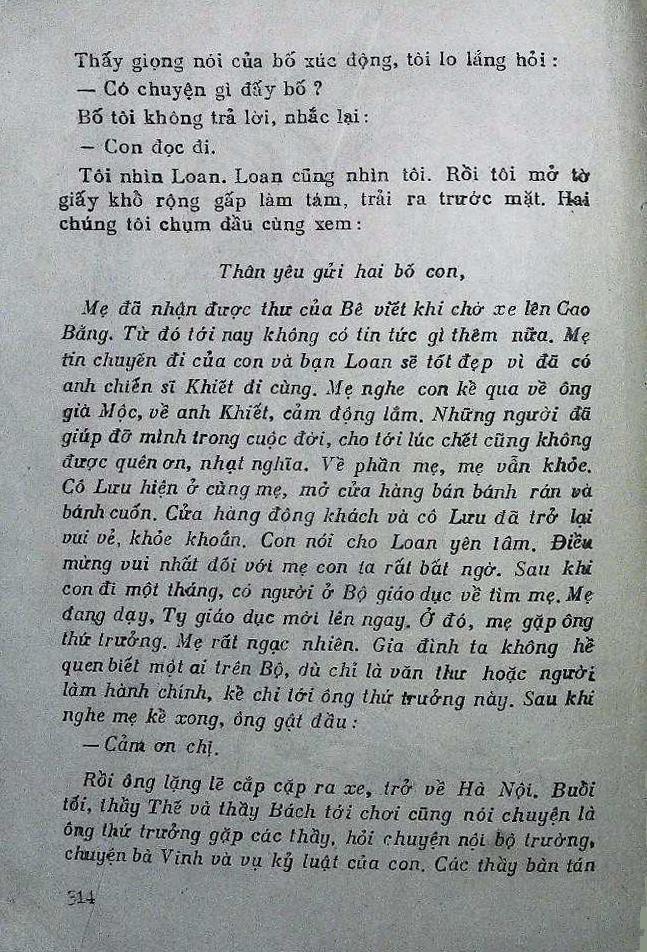 Thấy giọng nói của bố xúc động, tôi lo lắng hỏi :
— Có chuyện gì đấy bố ?
Bố tôi không trả lời, nhắc lại :
— Con đọc đi.
Tôi nhìn Loan. Loan cũng nhìn tôi. Rồi tôi mở tờ
giấy khổ rộng gấp làm tám, trải ra trước mặt. Hai
chúng tôi chụm đầu cùng xem :
Thân yêu gửi hai bố con,
Mẹ đã nhận được thư của Bê viết khi chờ xe lên Cao
Bằng. Từ đó tới nay không có tin tức gì thêm nữa. Mẹ
tin chuyến đi của con và bạn Loan sẽ tốt đẹp vì đã có
anh chiến sĩ Khiết đi cùng. Mẹ nghe con kể qua về ông
già Mộc, về anh Khiết, cảm động lắm. Những người đã
giúp đỡ mình trong cuộc đời, cho tới lúc chết cũng không
được quên ơn, nhạt nghĩa. Về phần mẹ, mẹ vẫn khỏe.
Cô Lưu hiện ở cùng mẹ, mở cửa hàng bán bánh rán và
bánh cuốn. Cửa hàng đông khách và cô Lưu đã trở lại
vui vẻ, khỏe khoắn. Con nói cho Loan yên tâm. Điều
mừng vui nhất đối với mẹ con ta rất bất ngờ. Sau khi
con đi một tháng, có người ở Bộ giáo dục về tìm mẹ. Mẹ
đang dạy, Ty giáo dục mời lên ngay. Ở đó, mẹ gặp ông
thứ trưởng. Mẹ rất ngạc nhiên. Gia đình ta không hề
quen biết một ai trên Bộ, dù chỉ là văn thư hoặc người
làm hành chính, kể chi tới ông thứ trưởng này. Sau khi
nghe mẹ kể xong, ông gật đầu :
— Cảm ơn chị.
Rồi ông lặng lẽ cắp cặp ra xe, trở về Hà Nội. Buổi
tối, thầy Thế và thầy Bách tới chơi cũng nói chuyện là
ông thứ trưởng gặp các thầy, hỏi chuyện nội bộ trường,
chuyện bà Vinh và vụ kỷ luật của con. Các thầy bàn tán
314